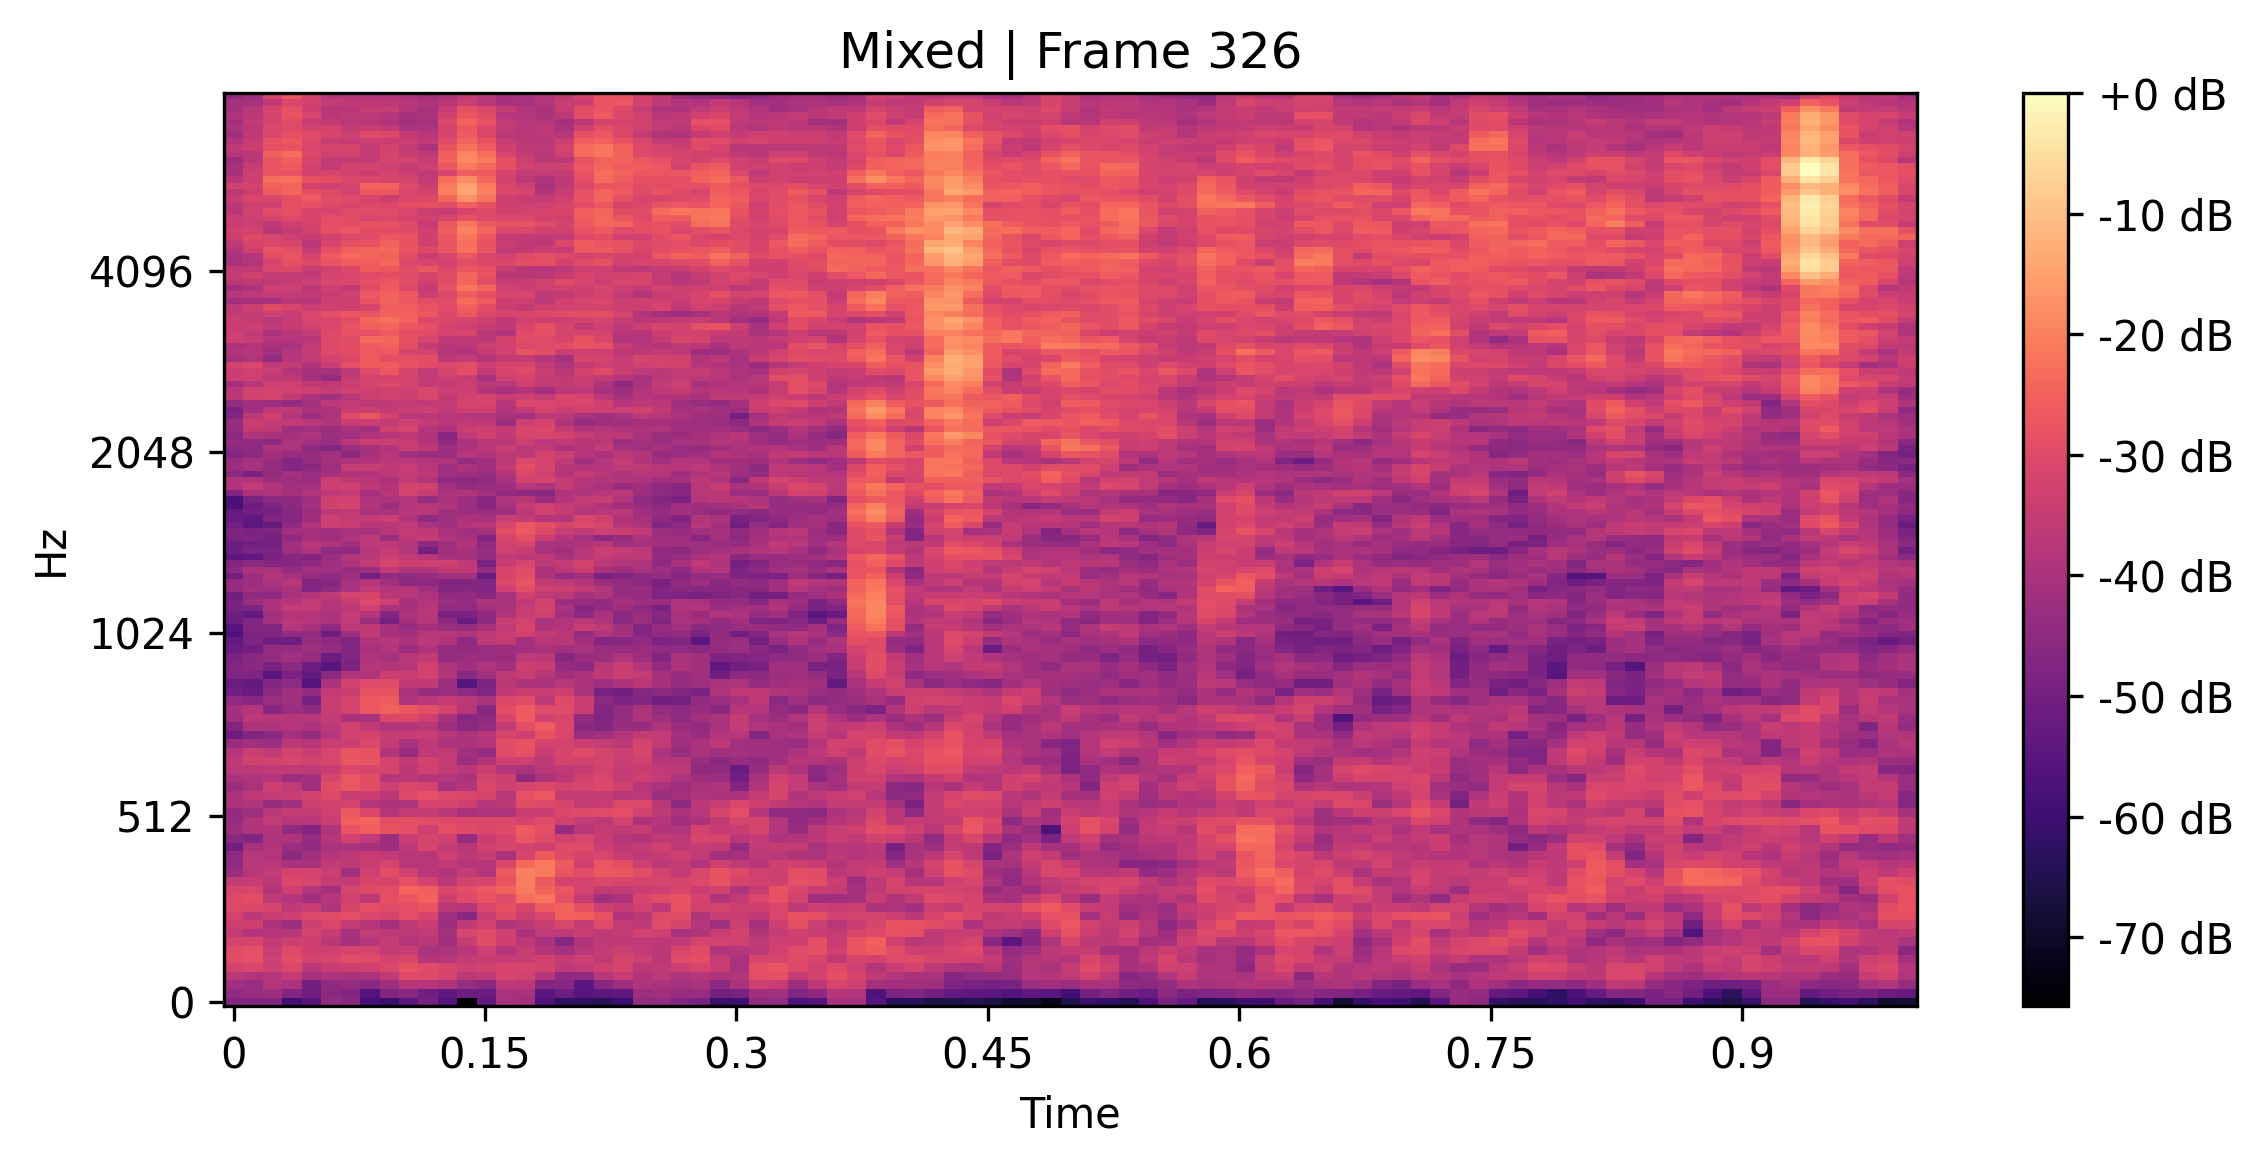 Mixed | Frame 326
+0 dB
-10 dB
-20 dB
-30 dB
-40 dB
-50 dB
-60 dB
-70 dB
4096
2048
1024
512
0
Hz
0 0.15 0.3 0.45 0.6 0.75 0.9
Time